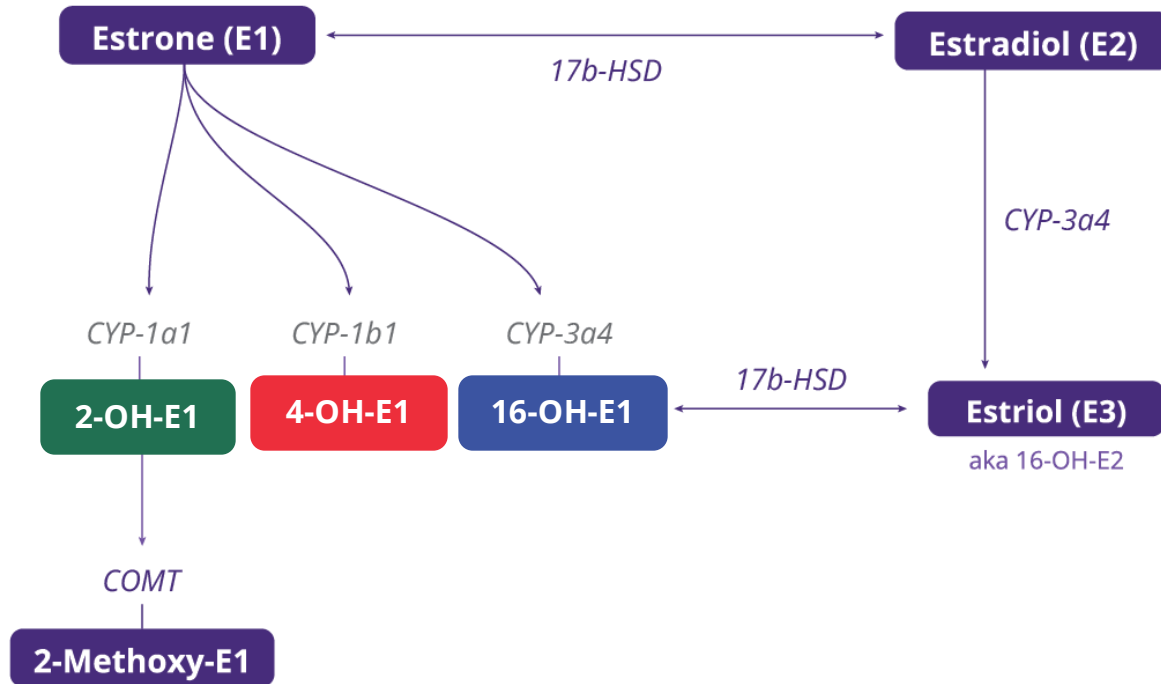 Estrone (E1)
Estradiol (E2)
17b-HSD
CYP-3a4
CYP-1a1
CYP-1b1
CYP-3a4
17b-HSD
2-OH-E1
4-OH-E1
16-OH-E1
Estriol (E3)
aka 16-OH-E2
COMT
2-Methoxy-E1